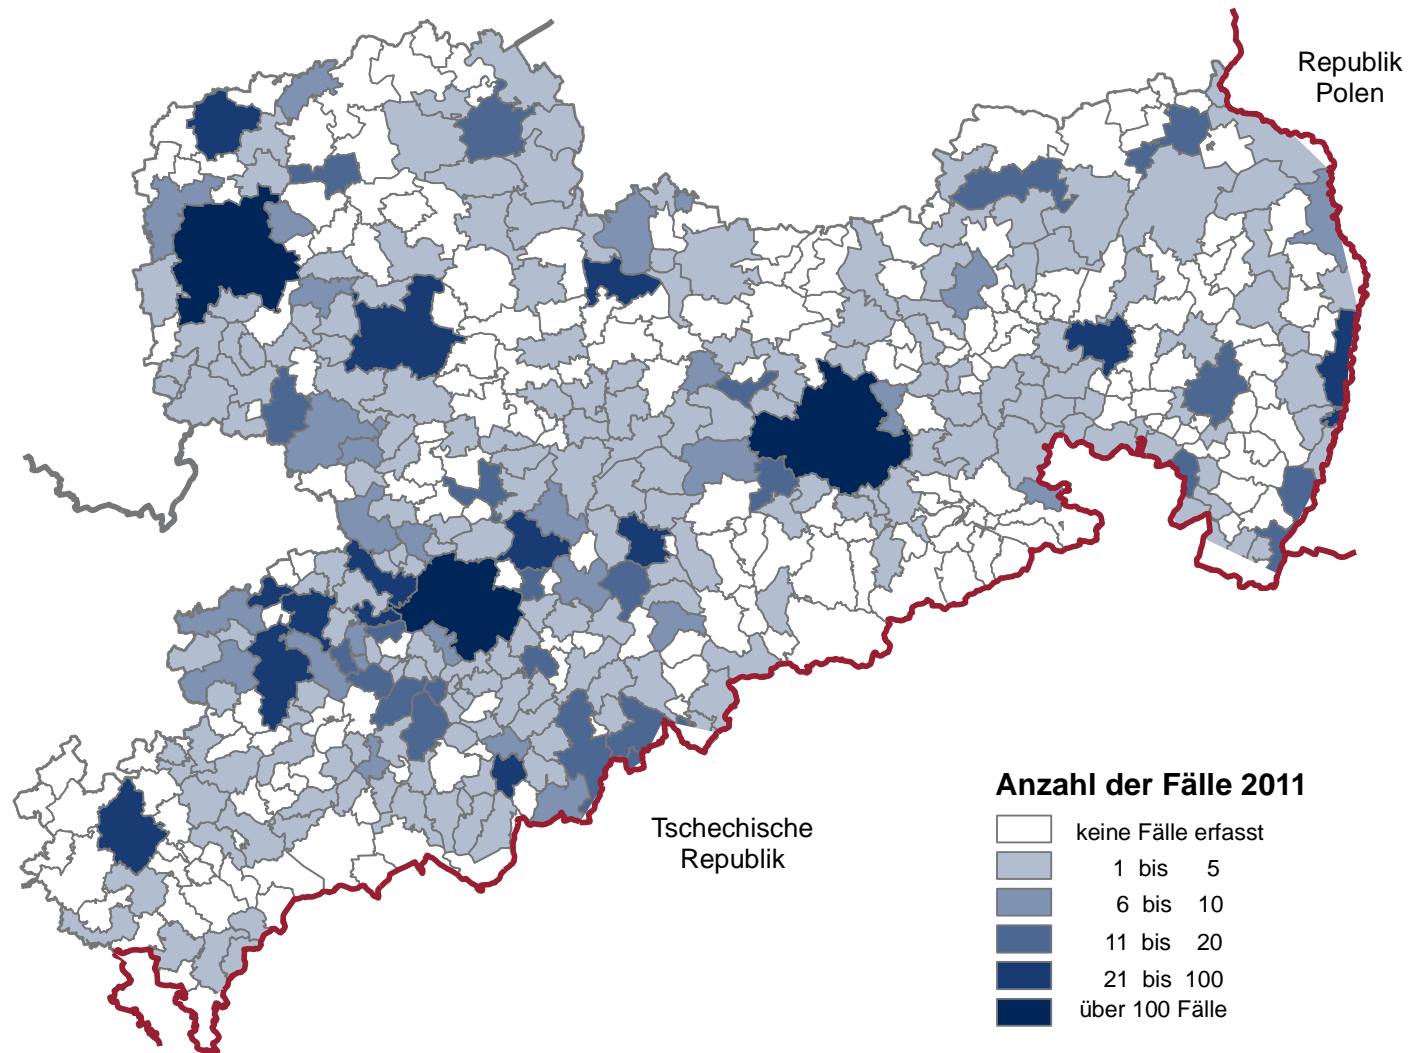 Republik
Polen
Tschechische
Republik
Anzahl der Fälle 2011
keine Fälle erfasst
1 bis 5
6 bis 10
11 bis 20
21 bis 100
über 100 Fälle